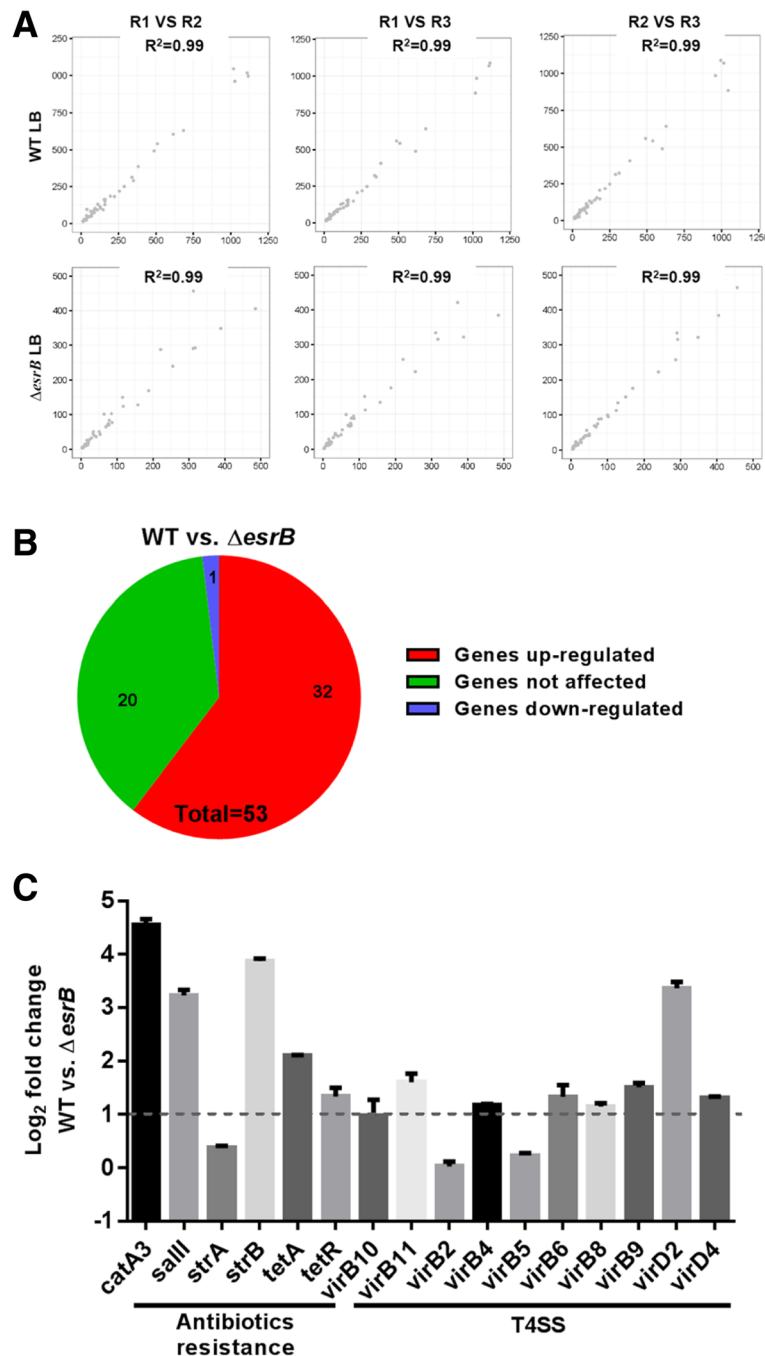 A
R1 VS R2
R1 VS R3
R2 VS R3
WT LB
R²=0.99
000
750
500
250
0
0 250 500 750 1000 1250
R²=0.99
1250
1000
750
500
250
0
0 250 500 750 1000 1250
R²=0.99
1250
1000
750
500
250
0
0 250 500 750 1000 1250
ΔesrB LB
R²=0.99
500
400
300
200
100
0
0 100 200 300 400 500
R²=0.99
500
400
300
200
100
0
0 100 200 300 400 500
R²=0.99
500
400
300
200
100
0
0 100 200 300 400 500
B
WT vs. ΔesrB
1
20
32
Total=53
Genes up-regulated
Genes not affected
Genes down-regulated
C
Log₂ fold change
WT vs. ΔesrB
5
4
3
2
1
0
-1
catA3 salII strA strB tetA tetR virB10 virB11 virB2 virB4 virB5 virB6 virB8 virB9 virD2 virD4
Antibiotics
resistance
T4SS